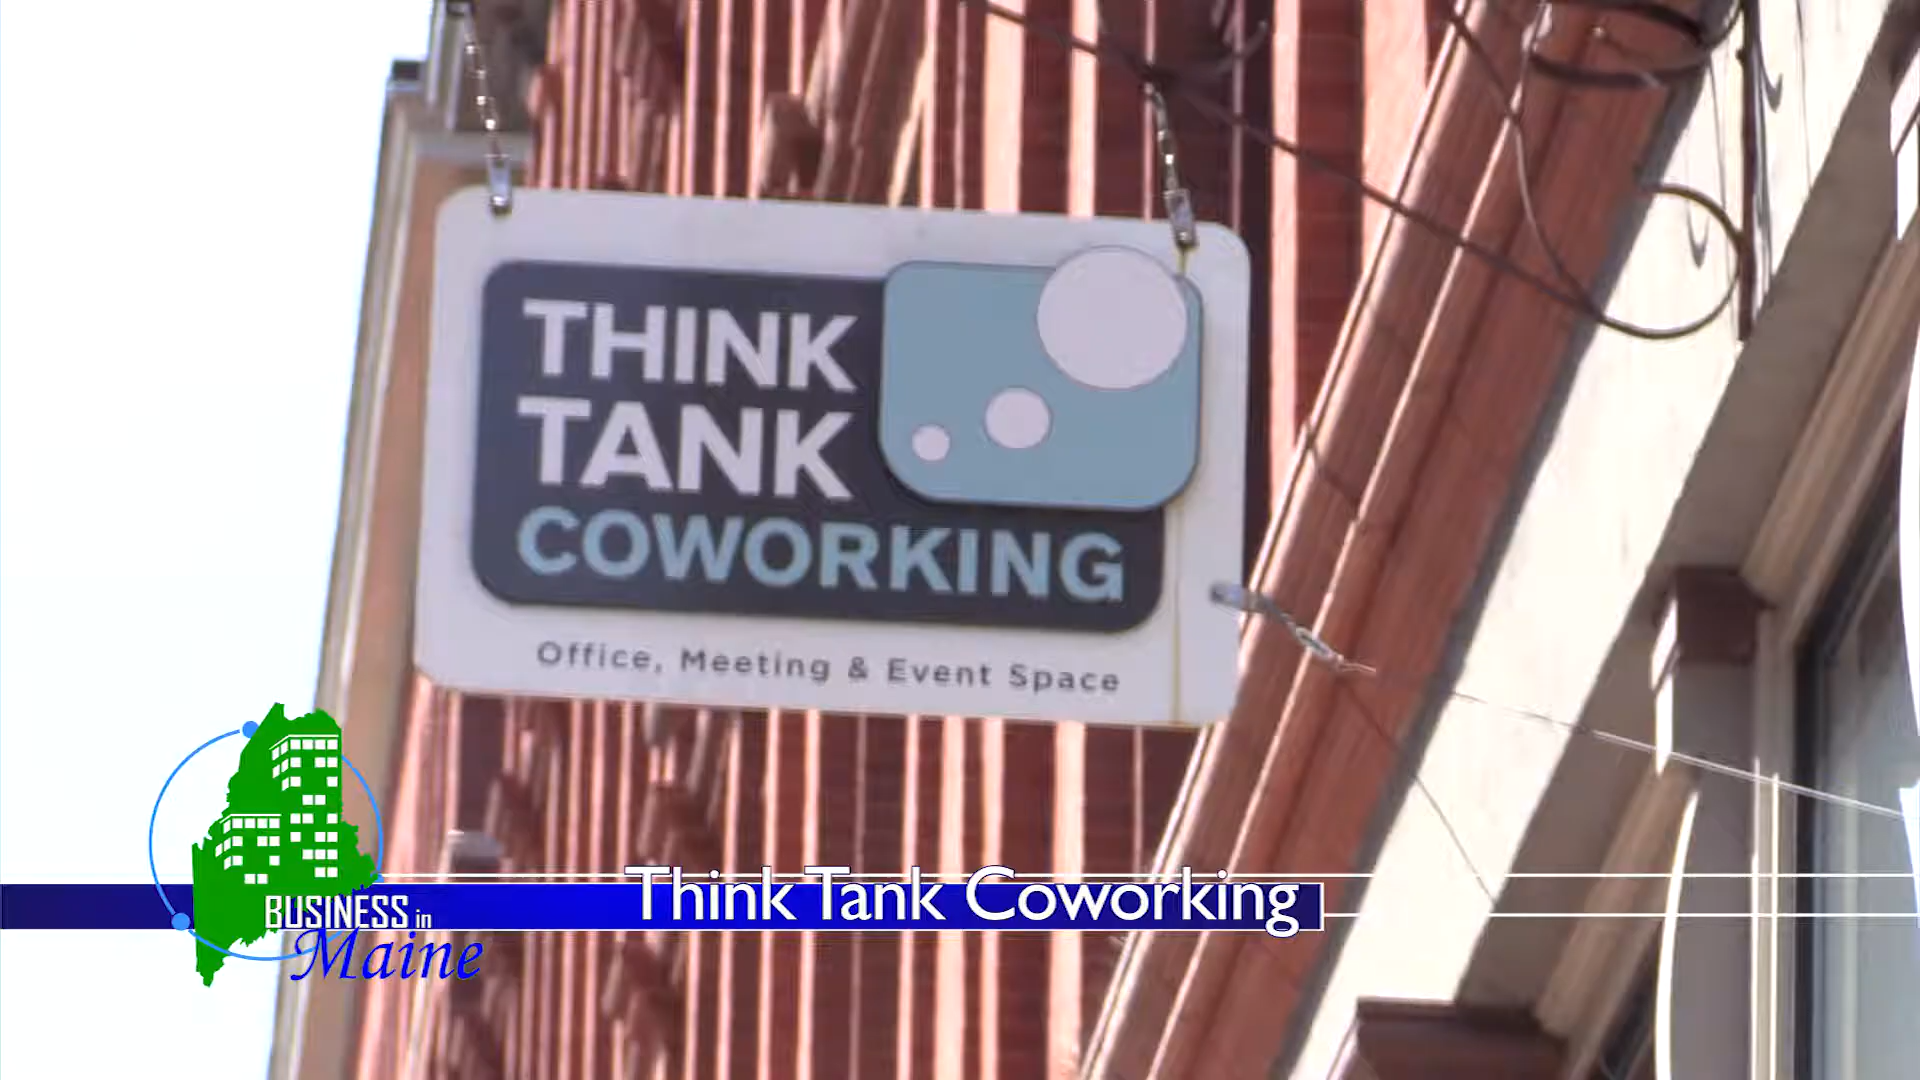 THINK
TANK
COWORKING
Office, Meeting & Event Space
Think Tank Coworking
BUSINESS in
Maine